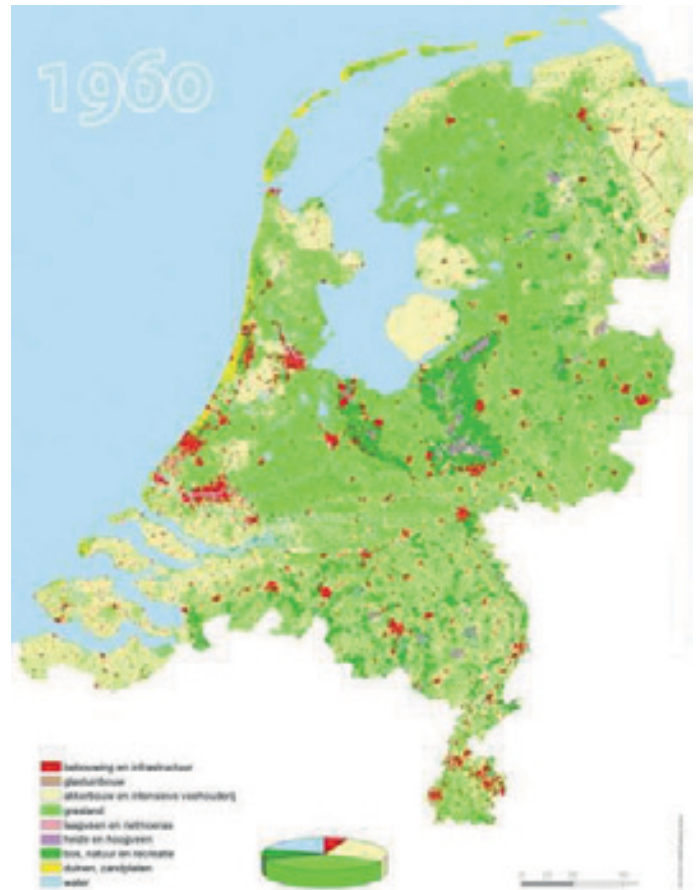 1960
bebouwing en infrastructuur
glastuinbouw
akkerbouw en intensieve veehouderij
grasland
laagveen en rietmoeras
heide en hoogveen
bos, natuur en recreatie
duinen, zandplaten
water